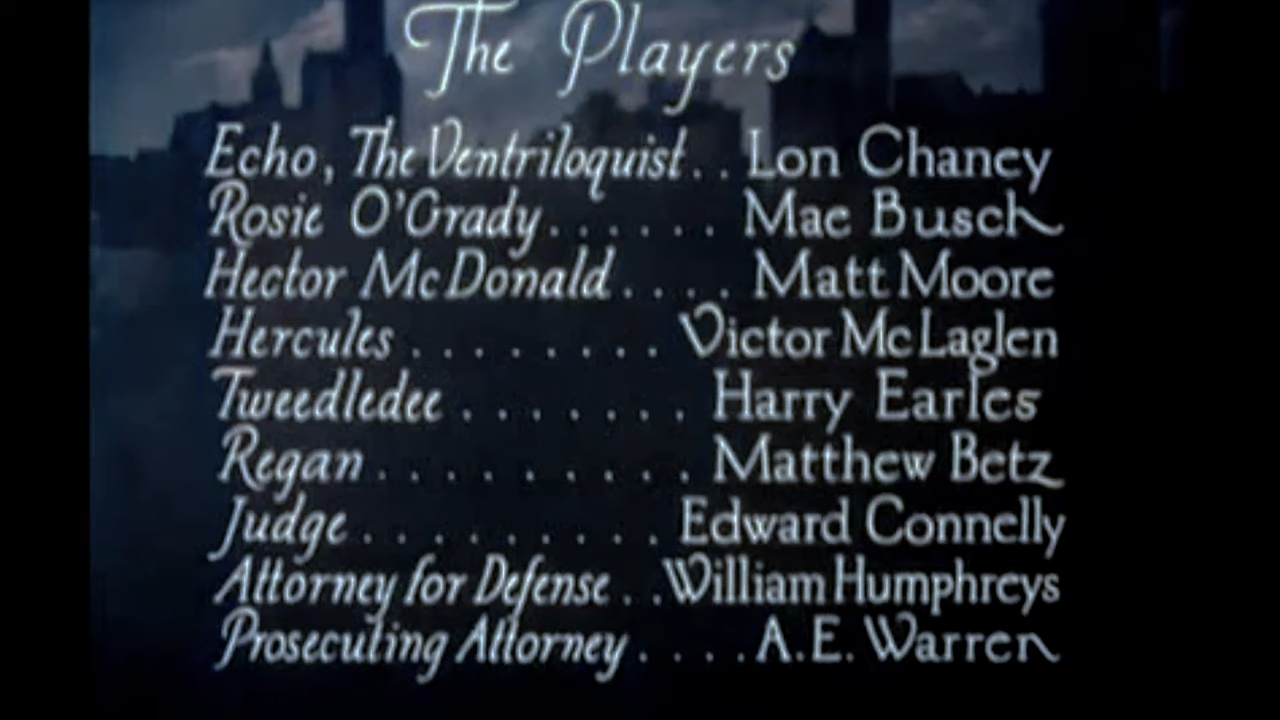 The Players
Echo, The Ventriloquist.. Lon Chaney
Rosie O'Grady...... Mae Busch
Hector McDonald.... Matt Moore
Hercules........ Victor McLaglen
Tweedledee....... Harry Earles
Regan......... Matthew Betz
Judge......... Edward Connelly
Attorney for Defense..William Humphreys
Prosecuting Attorney....A.E. Warren